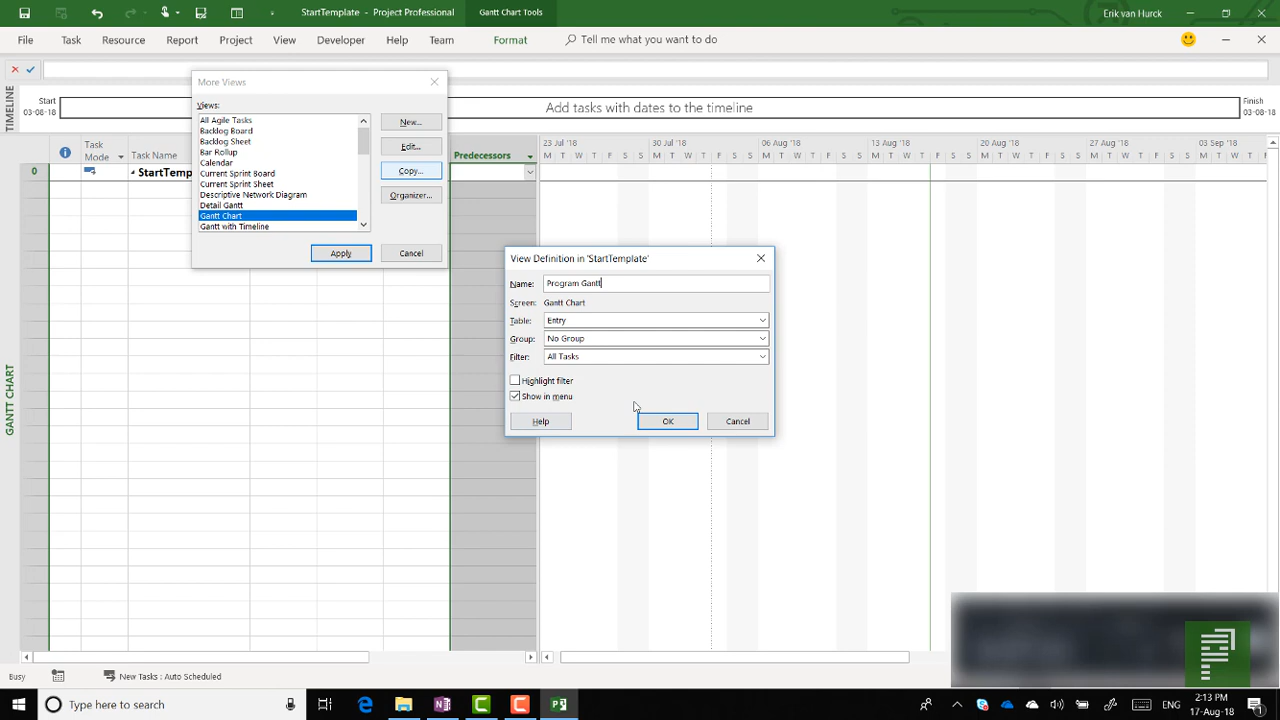 StartTemplate - Project Professional
Gantt Chart Tools
Erik van Hurck
File Task Resource Report Project View Developer Help Team Format Tell me what you want to do
TIMELINE
Start
03-08-18
Add tasks with dates to the timeline
Finish
03-08-18
More Views
Views:
All Agile Tasks
Backlog Board
Backlog Sheet
Bar Rollup
Calendar
Current Sprint Board
Current Sprint Sheet
Descriptive Network Diagram
Detail Gantt
Gantt Chart
Gantt with Timeline
New...
Edit...
Copy...
Organizer...
Apply
Cancel
Task
Mode
Task Name
Predecessors
23 Jul '18 30 Jul '18 06 Aug '18 13 Aug '18 20 Aug '18 27 Aug '18 03 Sep '18
M T W T F S S M T W T F S S M T W T F S S M T W T F S S M T W T F S S M T W T F S S M T W T F
0
StartTemp
GANTT CHART
View Definition in 'StartTemplate'
Name: Program Gantt
Screen: Gantt Chart
Table: Entry
Group: No Group
Filter: All Tasks
Highlight filter
Show in menu
Help
OK
Cancel
Busy
New Tasks : Auto Scheduled
Type here to search
ENG
2:13 PM
17-Aug-18